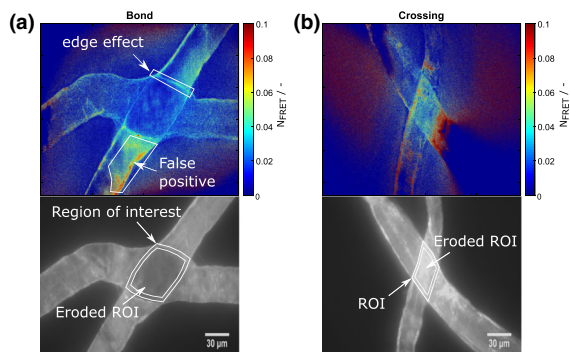 (a)
Bond
edge effect
False
positive
0.1
0.08
0.06
0.04
0.02
0
N_FRET / -
Region of interest
Eroded ROI
30 µm
(b)
Crossing
0.1
0.08
0.06
0.04
0.02
0
N_FRET / -
Eroded ROI
ROI
30 µm